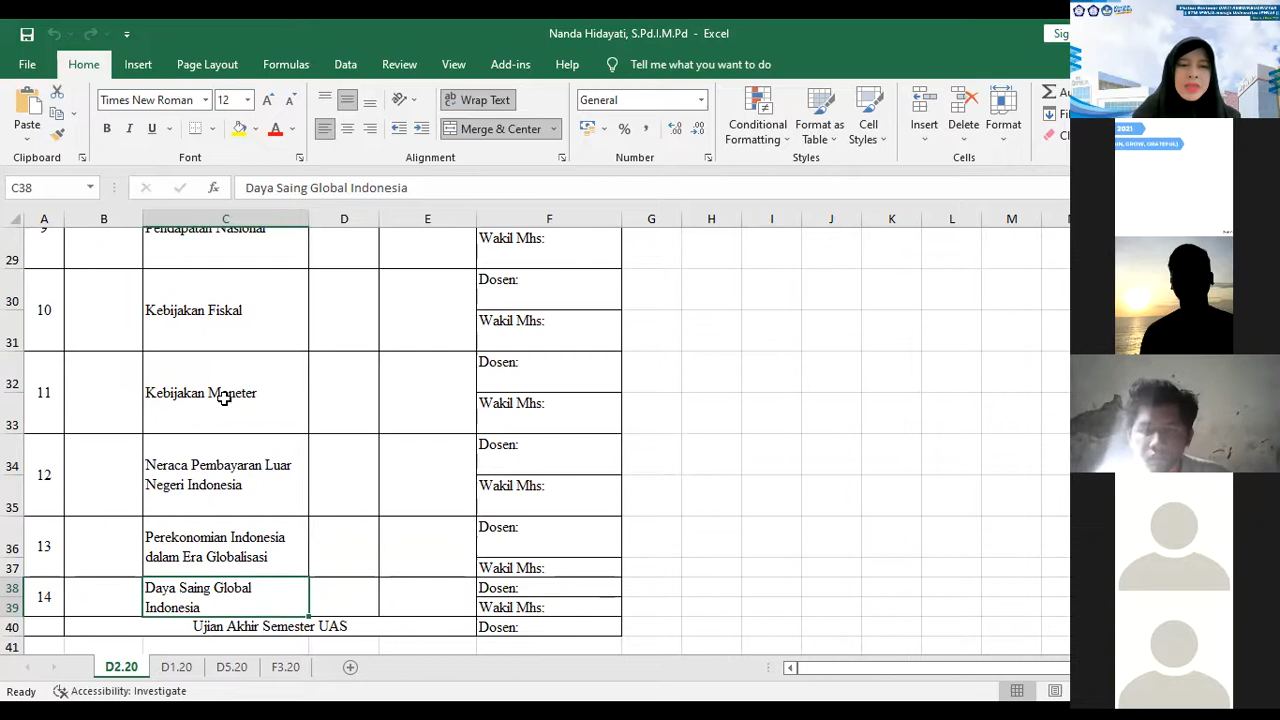 Nanda Hidayati, S.Pd.I.M.Pd - Excel
Sig
File Home Insert Page Layout Formulas Data Review View Add-ins Help Tell me what you want to do
Paste
Times New Roman 12
B I U A
Wrap Text
Merge & Center
General
% ,
Conditional Formatting
Format as Table
Cell Styles
Insert Delete Format
Clipboard Font Alignment Number Styles Cells
C38 fx Daya Saing Global Indonesia
A B C D E F G H I J K L M
9 Pendapatan Nasional
29 Wakil Mhs:
30 Dosen:
10 Kebijakan Fiskal
31 Wakil Mhs:
32 Dosen:
11 Kebijakan Moneter
33 Wakil Mhs:
34 Dosen:
12 Neraca Pembayaran Luar
Negeri Indonesia
35 Wakil Mhs:
36 Dosen:
13 Perekonomian Indonesia
dalam Era Globalisasi
37 Wakil Mhs:
38 Daya Saing Global Dosen:
14
39 Indonesia Wakil Mhs:
40 Ujian Akhir Semester UAS Dosen:
41
D2.20 D1.20 D5.20 F3.20
Ready Accessibility: Investigate
2021
GROW, GRATEFUL)